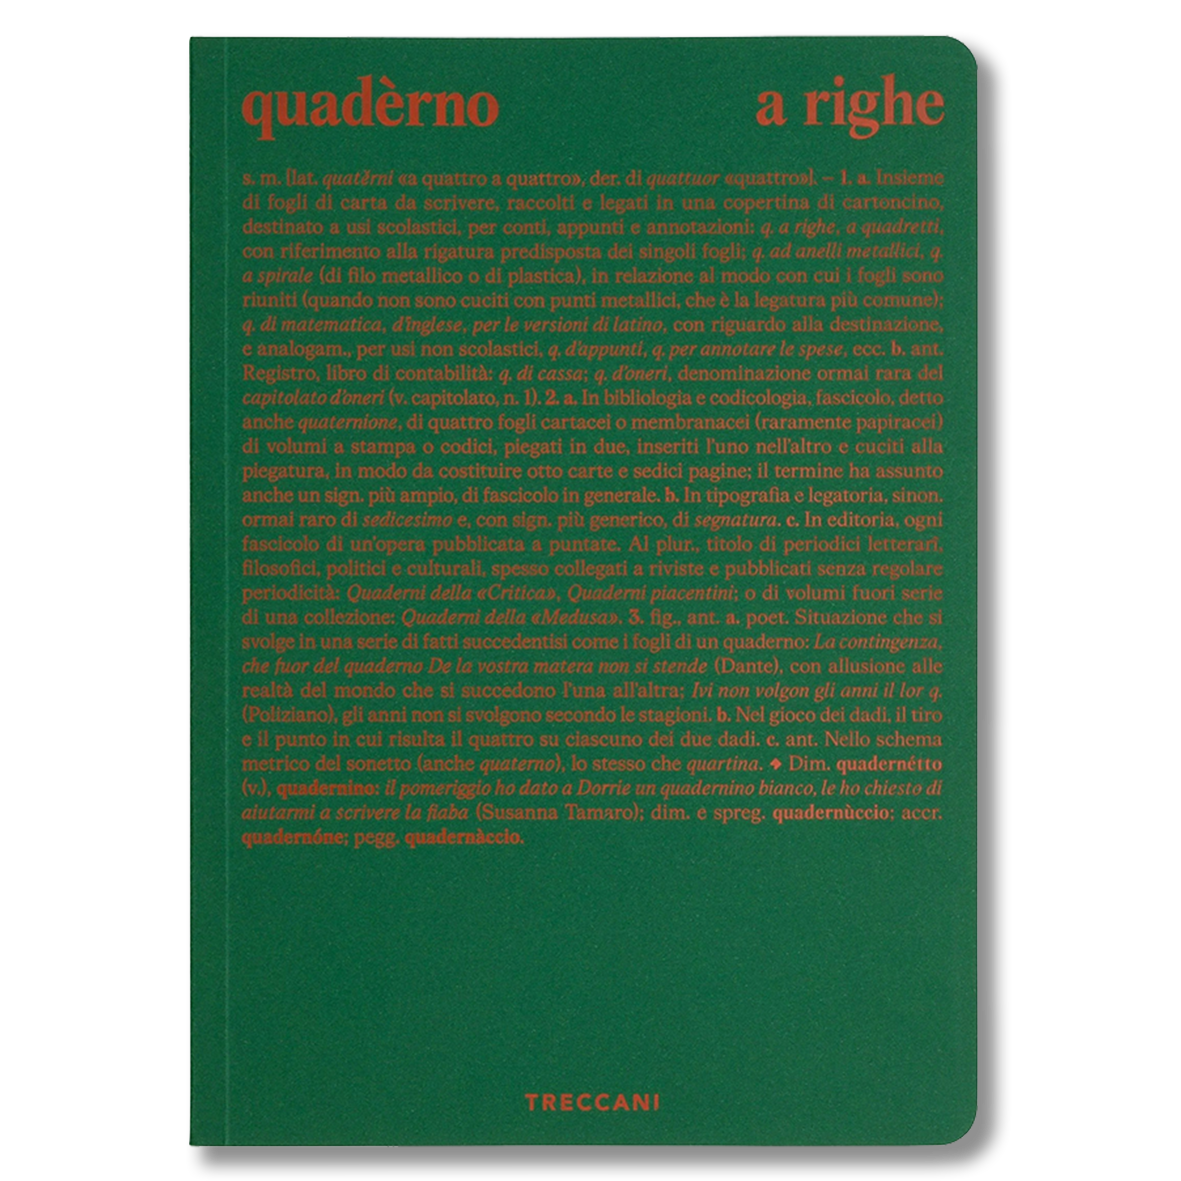 quadèrno a righe
s. m. [lat. quatĕrni «a quattro a quattro», der. di quattuor «quattro»]. – 1. a. Insieme
di fogli di carta da scrivere, raccolti e legati in una copertina di cartoncino,
destinato a usi scolastici, per conti, appunti e annotazioni: q. a righe, a quadretti,
con riferimento alla rigatura predisposta dei singoli fogli; q. ad anelli metallici, q.
a spirale (di filo metallico o di plastica), in relazione al modo con cui i fogli sono
riuniti (quando non sono cuciti con punti metallici, che è la legatura più comune);
q. di matematica, d'inglese, per le versioni di latino, con riguardo alla destinazione,
e analogam., per usi non scolastici, q. d'appunti, q. per annotare le spese, ecc. b. ant.
Registro, libro di contabilità: q. di cassa; q. d'oneri, denominazione ormai rara del
capitolato d'oneri (v. capitolato, n. 1). 2. a. In bibliologia e codicologia, fascicolo, detto
anche quaternione, di quattro fogli cartacei o membranacei (raramente papiracei)
di volumi a stampa o codici, piegati in due, inseriti l'uno nell'altro e cuciti alla
piegatura, in modo da costituire otto carte e sedici pagine; il termine ha assunto
anche un sign. più ampio, di fascicolo in generale. b. In tipografia e legatoria, sinon.
ormai raro di sedicesimo e, con sign. più generico, di segnatura. c. In editoria, ogni
fascicolo di un'opera pubblicata a puntate. Al plur., titolo di periodici letterarî,
filosofici, politici e culturali, spesso collegati a riviste e pubblicati senza regolare
periodicità: Quaderni della «Critica», Quaderni piacentini; o di volumi fuori serie
di una collezione: Quaderni della «Medusa». 3. fig., ant. a. poet. Situazione che si
svolge in una serie di fatti succedentisi come i fogli di un quaderno: La contingenza,
che fuor del quaderno De la vostra matera non si stende (Dante), con allusione alle
realtà del mondo che si succedono l'una all'altra; Ivi non volgon gli anni il lor q.
(Poliziano), gli anni non si svolgono secondo le stagioni. b. Nel gioco dei dadi, il tiro
e il punto in cui risulta il quattro su ciascuno dei due dadi. c. ant. Nello schema
metrico del sonetto (anche quaterno), lo stesso che quartina. ◆ Dim. quadernétto
(v.), quadernino: il pomeriggio ho dato a Dorrie un quadernino bianco, le ho chiesto di
aiutarmi a scrivere la fiaba (Susanna Tamaro); dim. e spreg. quadernùccio; accr.
quadernóne; pegg. quadernàccio.
TRECCANI